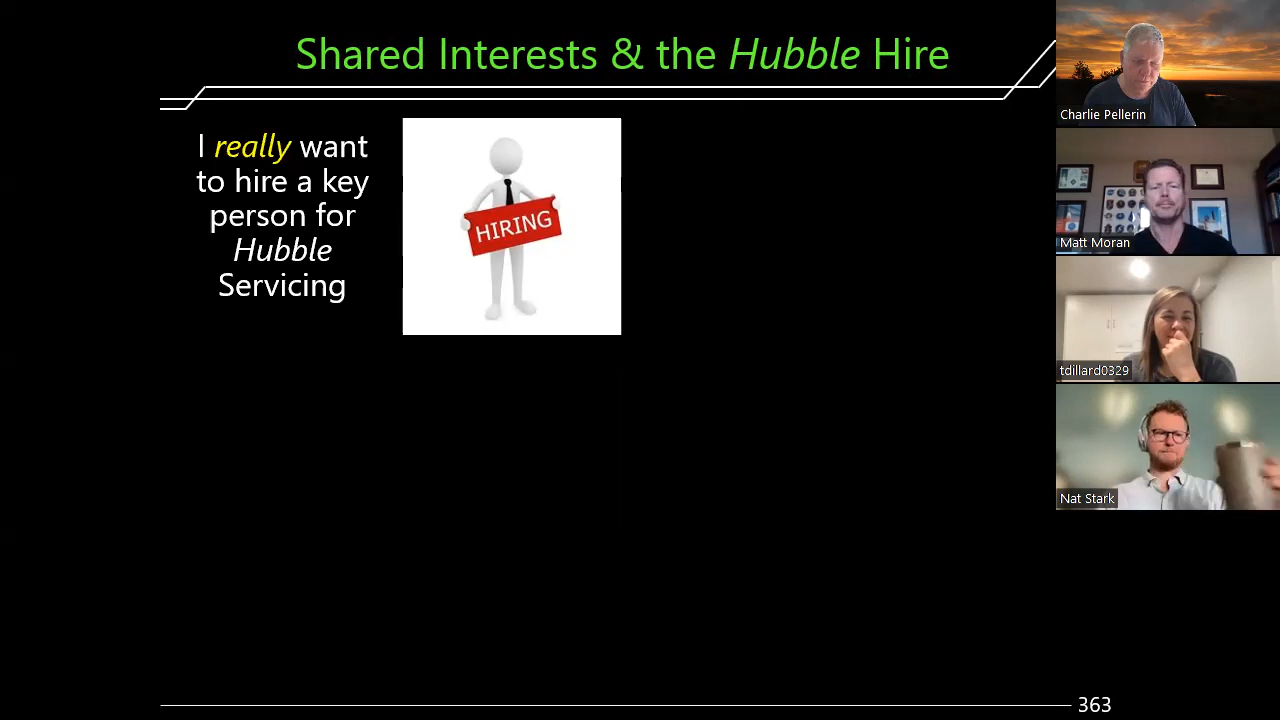 Shared Interests & the Hubble Hire
I really want
to hire a key
person for
Hubble
Servicing
HIRING
Charlie Pellerin
Matt Moran
tdillard0329
Nat Stark
363